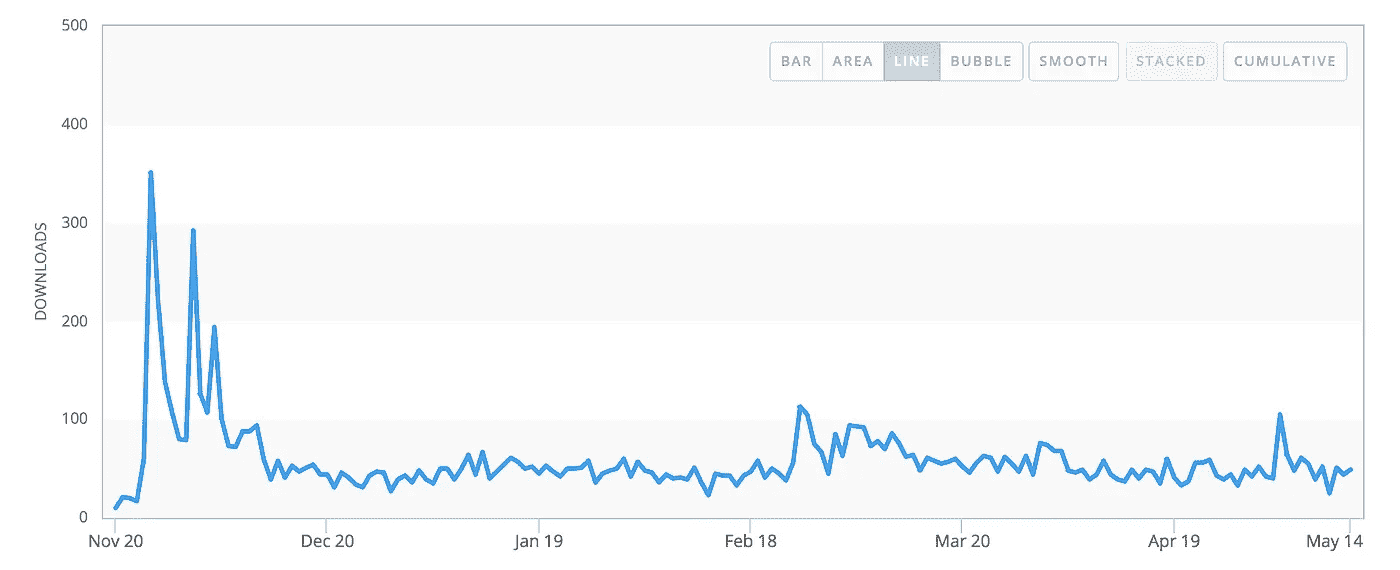 500
BAR AREA LINE BUBBLE SMOOTH STACKED CUMULATIVE
400
300
DOWNLOADS
200
100
0
Nov 20 Dec 20 Jan 19 Feb 18 Mar 20 Apr 19 May 14